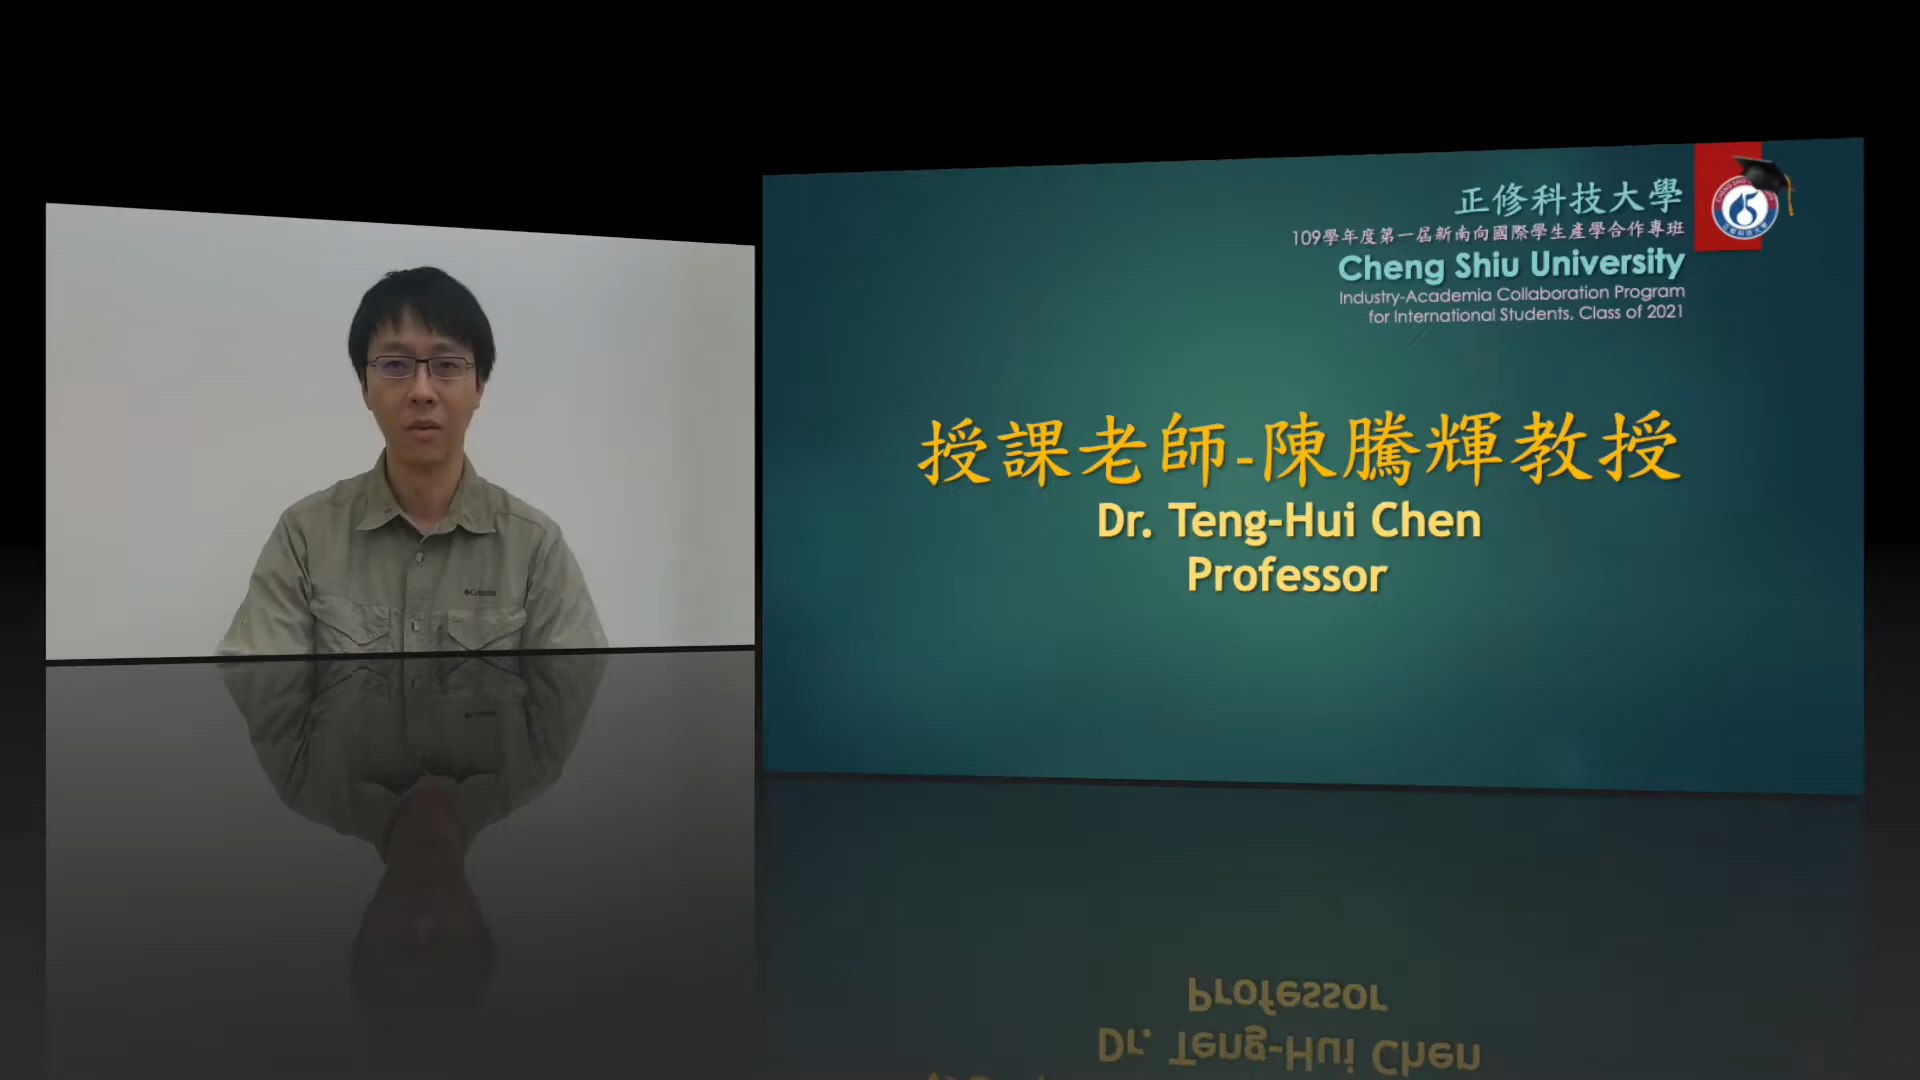 正修科技大學
109學年度第一屆新南向國際學生產學合作專班
Cheng Shiu University
Industry-Academia Collaboration Program
for International Students, Class of 2021
授課老師-陳騰輝教授
Dr. Teng-Hui Chen
Professor
Columbia